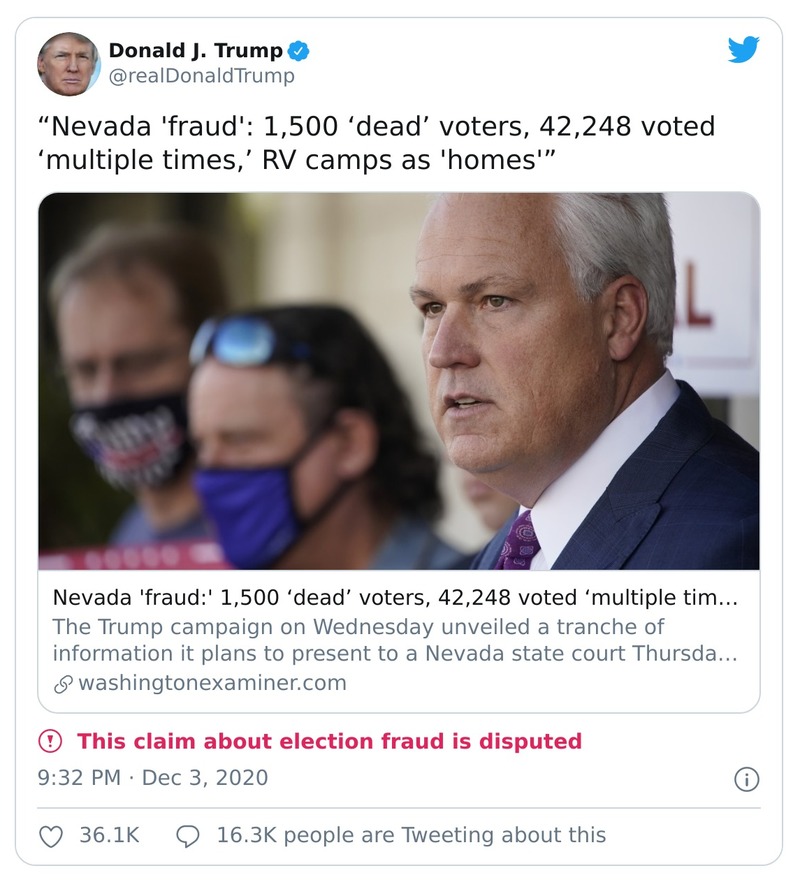 Donald J. Trump
@realDonaldTrump
“Nevada 'fraud': 1,500 ‘dead’ voters, 42,248 voted
‘multiple times,’ RV camps as 'homes'”
Nevada 'fraud:' 1,500 ‘dead’ voters, 42,248 voted ‘multiple tim…
The Trump campaign on Wednesday unveiled a tranche of
information it plans to present to a Nevada state court Thursda…
washingtonexaminer.com
This claim about election fraud is disputed
9:32 PM · Dec 3, 2020
36.1K 16.3K people are Tweeting about this